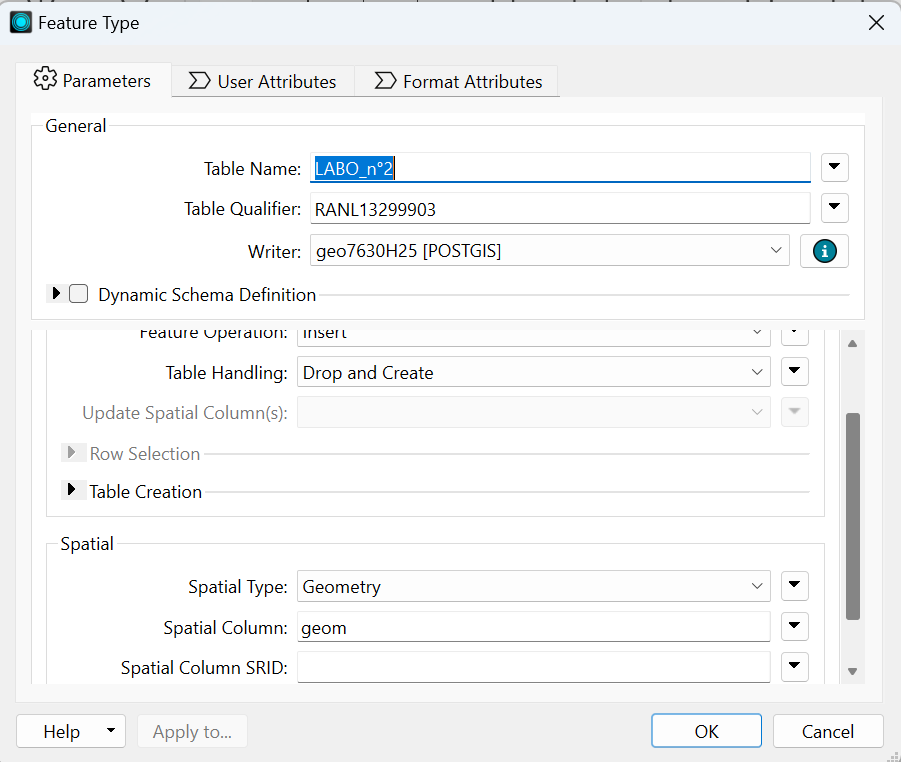 Feature Type
Parameters
User Attributes
Format Attributes
General
Table Name: LABO_n°2
Table Qualifier: RANL13299903
Writer: geo7630H25 [POSTGIS]
Dynamic Schema Definition
Feature Operation: Insert
Table Handling: Drop and Create
Update Spatial Column(s):
Row Selection
Table Creation
Spatial
Spatial Type: Geometry
Spatial Column: geom
Spatial Column SRID:
Help
Apply to...
OK
Cancel